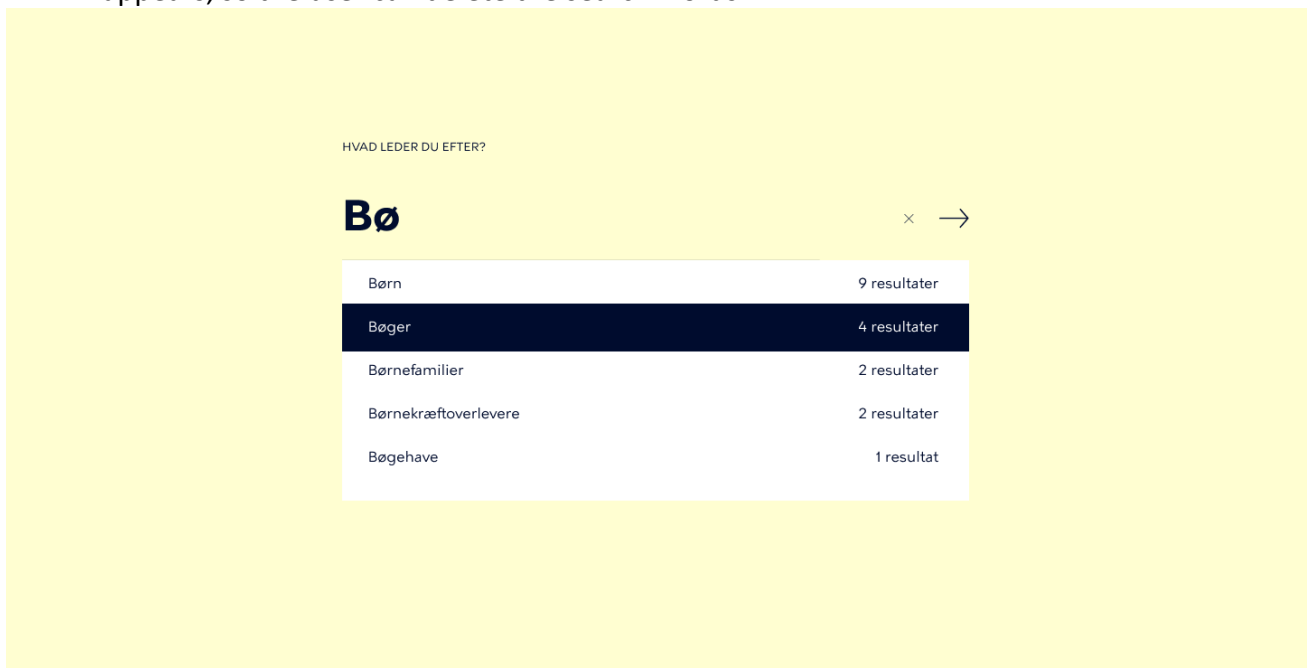 HVAD LEDER DU EFTER?
Bø
Børn 9 resultater
Bøger 4 resultater
Børnefamilier 2 resultater
Børnekræftoverlevere 2 resultater
Bøgehave 1 resultat